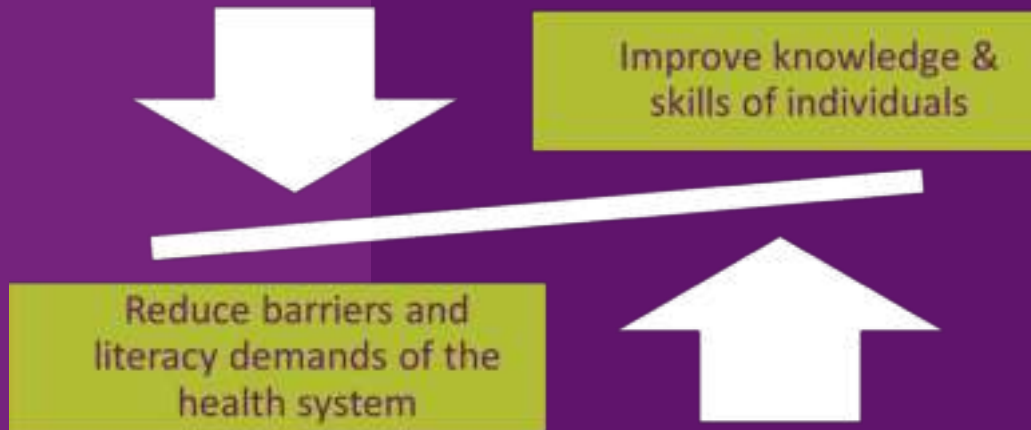 Improve knowledge &
skills of individuals
Reduce barriers and
literacy demands of the
health system